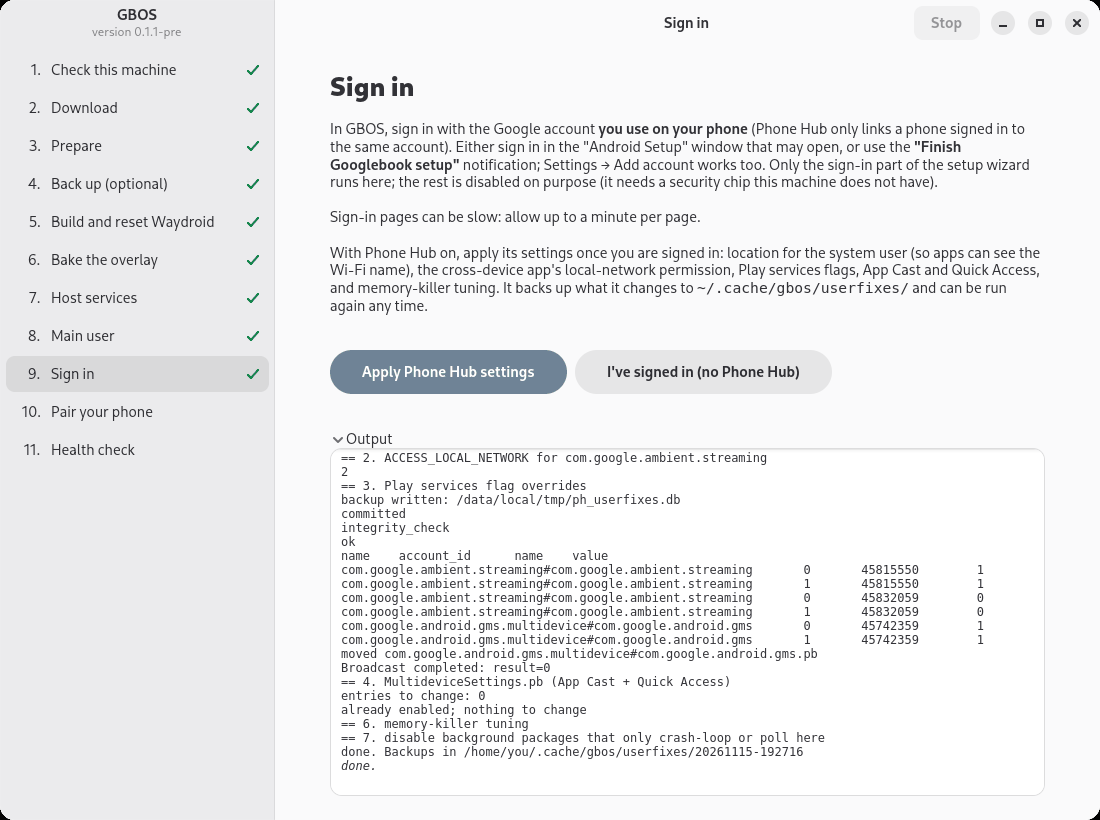 GBOS
version 0.1.1-pre
Sign in
Stop
1. Check this machine
2. Download
3. Prepare
4. Back up (optional)
5. Build and reset Waydroid
6. Bake the overlay
7. Host services
8. Main user
9. Sign in
10. Pair your phone
11. Health check
Sign in
In GBOS, sign in with the Google account you use on your phone (Phone Hub only links a phone signed in to
the same account). Either sign in in the "Android Setup" window that may open, or use the "Finish
Googlebook setup" notification; Settings → Add account works too. Only the sign-in part of the setup wizard
runs here; the rest is disabled on purpose (it needs a security chip this machine does not have).
Sign-in pages can be slow: allow up to a minute per page.
With Phone Hub on, apply its settings once you are signed in: location for the system user (so apps can see the
Wi-Fi name), the cross-device app's local-network permission, Play services flags, App Cast and Quick Access,
and memory-killer tuning. It backs up what it changes to ~/.cache/gbos/userfixes/ and can be run
again any time.
Apply Phone Hub settings
I've signed in (no Phone Hub)
Output
== 2. ACCESS_LOCAL_NETWORK for com.google.ambient.streaming
2
== 3. Play services flag overrides
backup written: /data/local/tmp/ph_userfixes.db
committed
integrity_check
ok
name account_id name value
com.google.ambient.streaming#com.google.ambient.streaming 0 45815550 1
com.google.ambient.streaming#com.google.ambient.streaming 1 45815550 1
com.google.ambient.streaming#com.google.ambient.streaming 0 45832059 0
com.google.ambient.streaming#com.google.ambient.streaming 1 45832059 0
com.google.android.gms.multidevice#com.google.android.gms 0 45742359 1
com.google.android.gms.multidevice#com.google.android.gms 1 45742359 1
moved com.google.android.gms.multidevice#com.google.android.gms.pb
Broadcast completed: result=0
== 4. MultideviceSettings.pb (App Cast + Quick Access)
entries to change: 0
already enabled; nothing to change
== 6. memory-killer tuning
== 7. disable background packages that only crash-loop or poll here
done. Backups in /home/you/.cache/gbos/userfixes/20261115-192716
done.